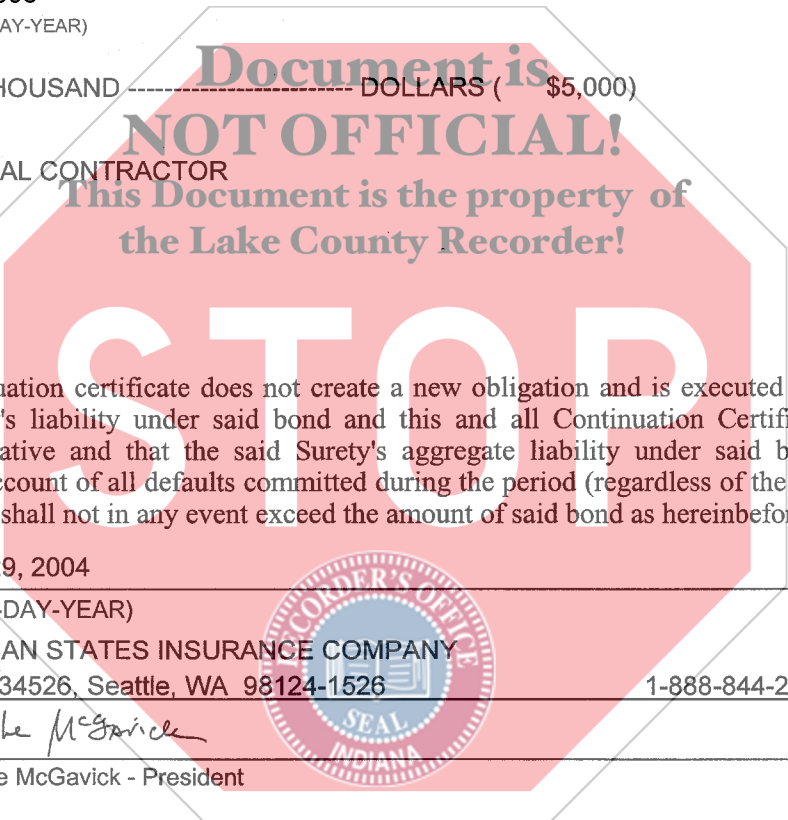 AY-YEAR)
HOUSAND ------------------------ DOLLARS ( $5,000)
Document is
NOT OFFICIAL!
AL CONTRACTOR
This Document is the property of
the Lake County Recorder!
STOP
uation certificate does not create a new obligation and is executed
's liability under said bond and this and all Continuation Certifi
ative and that the said Surety's aggregate liability under said b
ccount of all defaults committed during the period (regardless of the
shall not in any event exceed the amount of said bond as hereinbefor
9, 2004
-DAY-YEAR)
AN STATES INSURANCE COMPANY
34526, Seattle, WA 98124-1526 1-888-844-2
ke McGavick
e McGavick - President
RECORDER'S OFFICE
SEAL
INDIANA